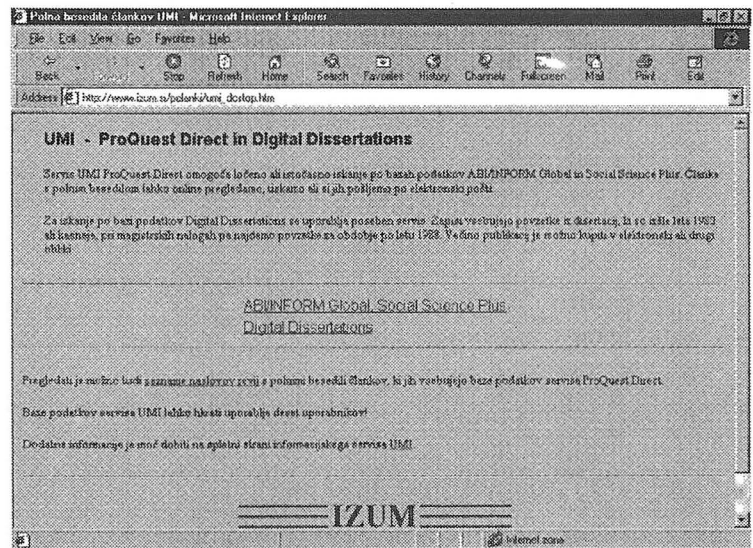 Polna besedila člankov UMI - Microsoft Internet Explorer
File Edit View Go Favorites Help
Back Stop Refresh Home Search Favorites History Channels Fullscreen Mail Print Edit
Address http://www.izum.si/polcnki/umi_dostop.htm
UMI - ProQuest Direct in Digital Dissertations
Servis UMI ProQuest Direct omogoča ločeno ali istočasno iskanje po bazah podatkov ABI/INFORM Global in Social Science Plus. Članke
s polnim besedilom lahko online pregledamo, tiskamo ali si jih pošljemo po elektronski pošti.
Za iskanje po bazi podatkov Digital Dissertations se uporablja poseben servis. Zapisi vsebujejo povzetke iz disertacij, ki so izšle leta 1980
ali kasneje, pri magistrskih nalogah pa najdemo povzetke za obdobje po letu 1988. Večino publikacij je možno kupiti v elektronski ali drugi
obliki.
ABI/INFORM Global, Social Science Plus
Digital Dissertations
Pregledati je možno tudi sezname naslovov revij s polnimi besedili člankov, ki jih vsebujejo baze podatkov servisa ProQuest Direct.
Baze podatkov servisa UMI lahko hkrati uporablja deset uporabnikov!
Dodatne informacije je moč dobiti na spletni strani informacijskega servisa UMI.
IZUM
Internet zone